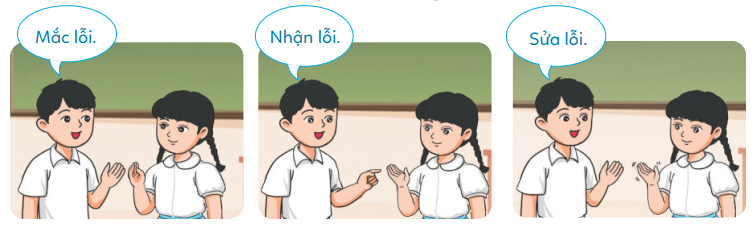 Mắc lỗi.
Nhận lỗi.
Sửa lỗi.